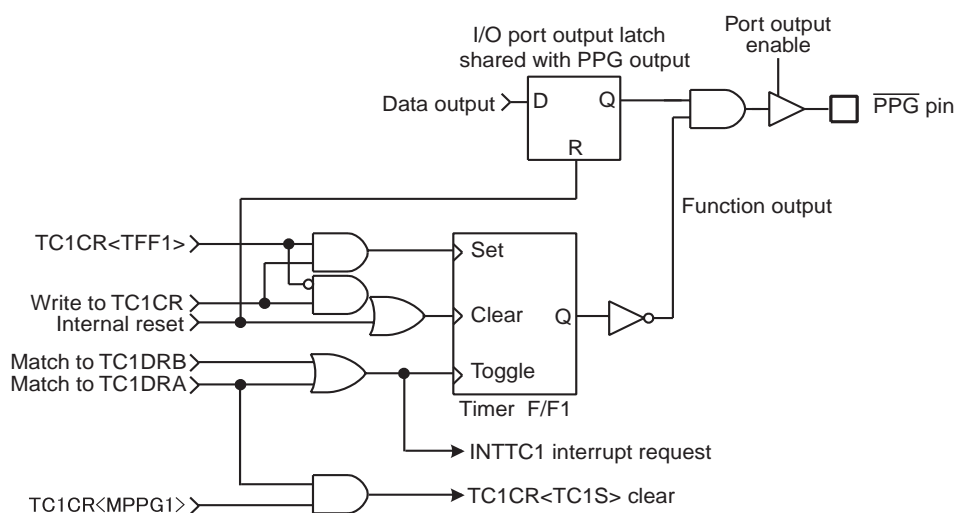 I/O port output latch
shared with PPG output
Port output
enable
Data output
D
Q
R
PPG pin
Function output
TC1CR<TFF1>
Set
Write to TC1CR
Internal reset
Clear
Q
Match to TC1DRB
Match to TC1DRA
Toggle
Timer F/F1
INTTC1 interrupt request
TC1CR<TC1S> clear
TC1CR<MPPG1>